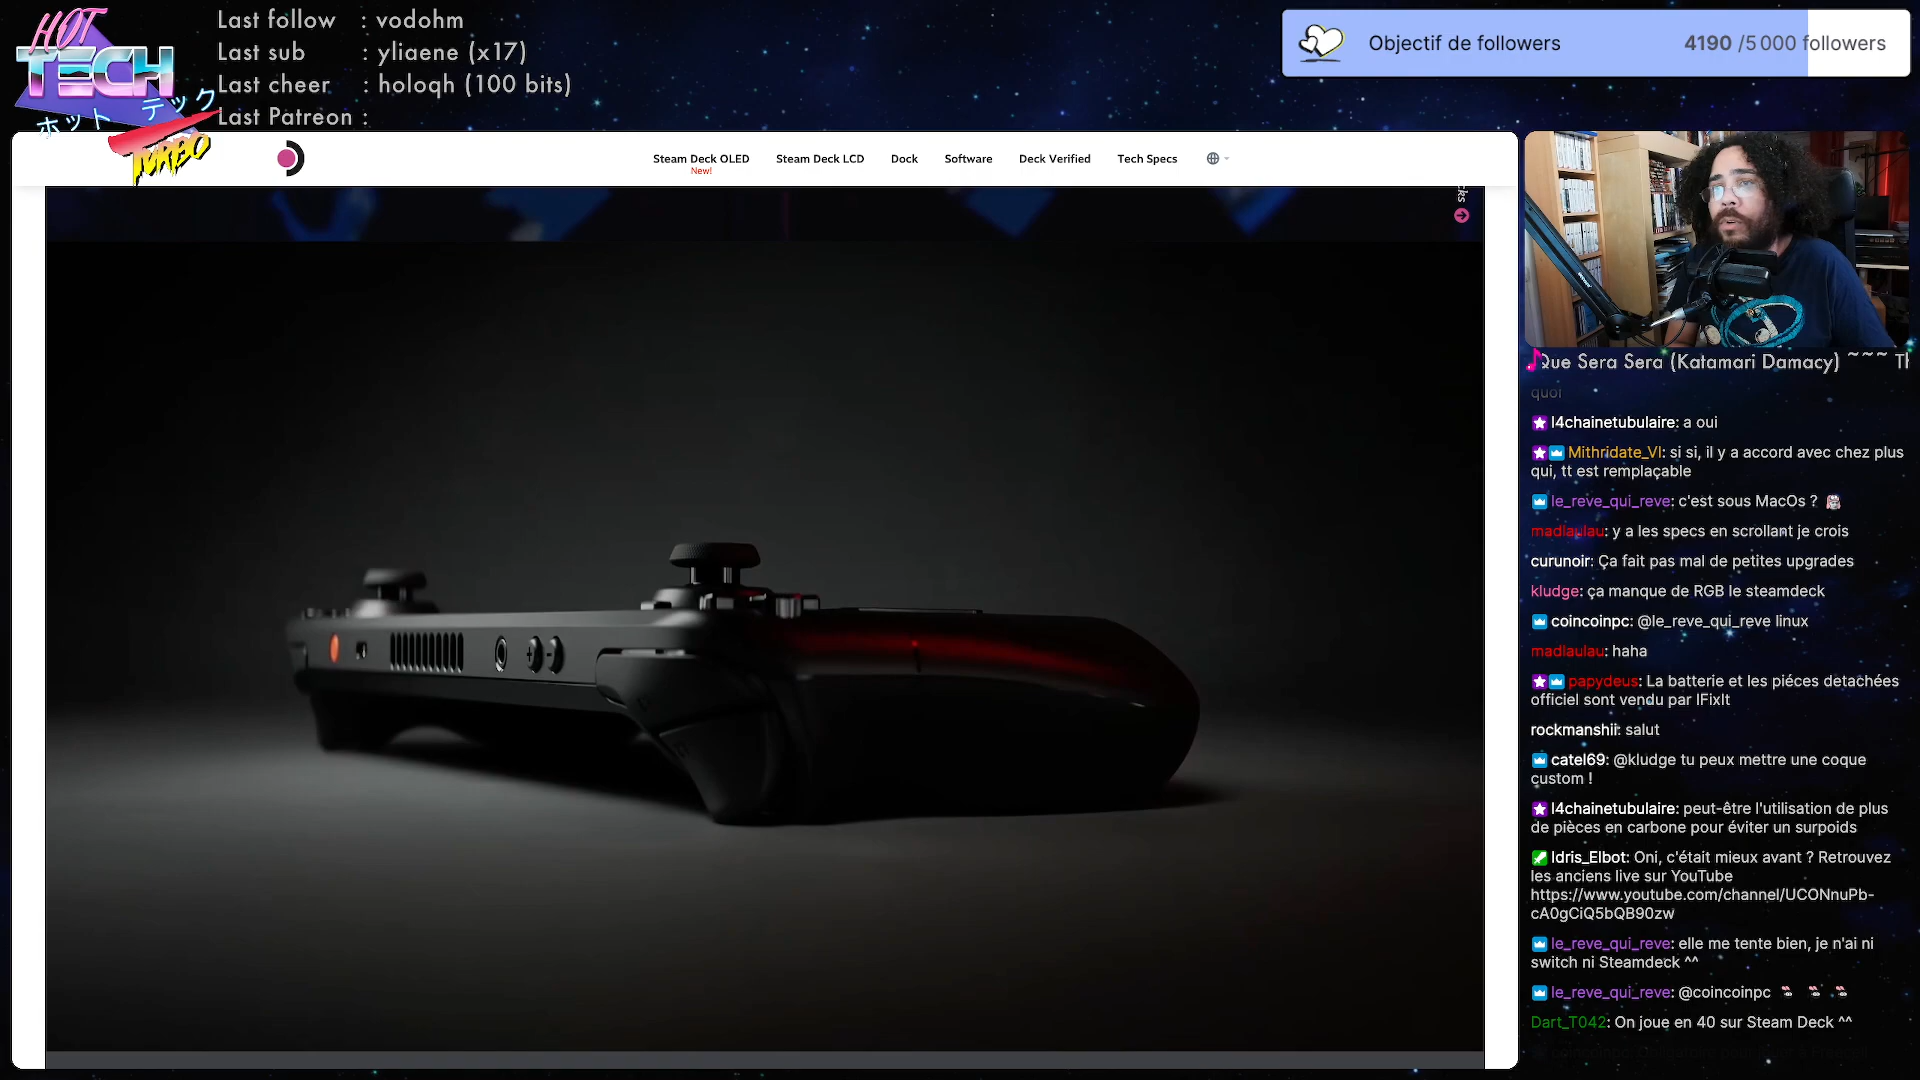 HOT
TECH
ホット テック
TURBO
Last follow : vodohm
Last sub : yliaene (x17)
Last cheer : holoqh (100 bits)
Last Patreon :
Objectif de followers 4190 /5 000 followers
Steam Deck OLED
New!
Steam Deck LCD
Dock
Software
Deck Verified
Tech Specs
Que Sera Sera (Katamari Damacy) ~~~ Th
quoi
l4chainetubulaire: a oui
Mithridate_VI: si si, il y a accord avec chez plus
qui, tt est remplaçable
le_reve_qui_reve: c'est sous MacOs ?
madlaulau: y a les specs en scrollant je crois
curunoir: Ça fait pas mal de petites upgrades
kludge: ça manque de RGB le steamdeck
coincoinpc: @le_reve_qui_reve linux
madlaulau: haha
papydeus: La batterie et les piéces detachées
officiel sont vendu par IFixIt
rockmanshii: salut
catel69: @kludge tu peux mettre une coque
custom !
l4chainetubulaire: peut-être l'utilisation de plus
de pièces en carbone pour éviter un surpoids
Idris_Elbot: Oni, c'était mieux avant ? Retrouvez
les anciens live sur YouTube
https://www.youtube.com/channel/UCONnuPb-
cA0gCiQ5bQB90zw
le_reve_qui_reve: elle me tente bien, je n'ai ni
switch ni Steamdeck ^^
le_reve_qui_reve: @coincoinpc
Dart_T042: On joue en 40 sur Steam Deck ^^